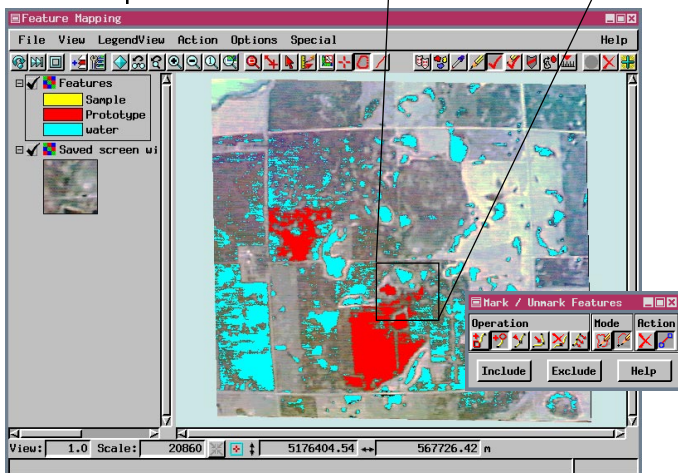 Feature Mapping
File View LegendView Action Options Special Help
Features
Sample
Prototype
water
Saved screen wi
Mark / Unmark Features
Operation Mode Action
Include Exclude Help
View: 1.0 Scale: 20860 5176404.54 567726.42 m